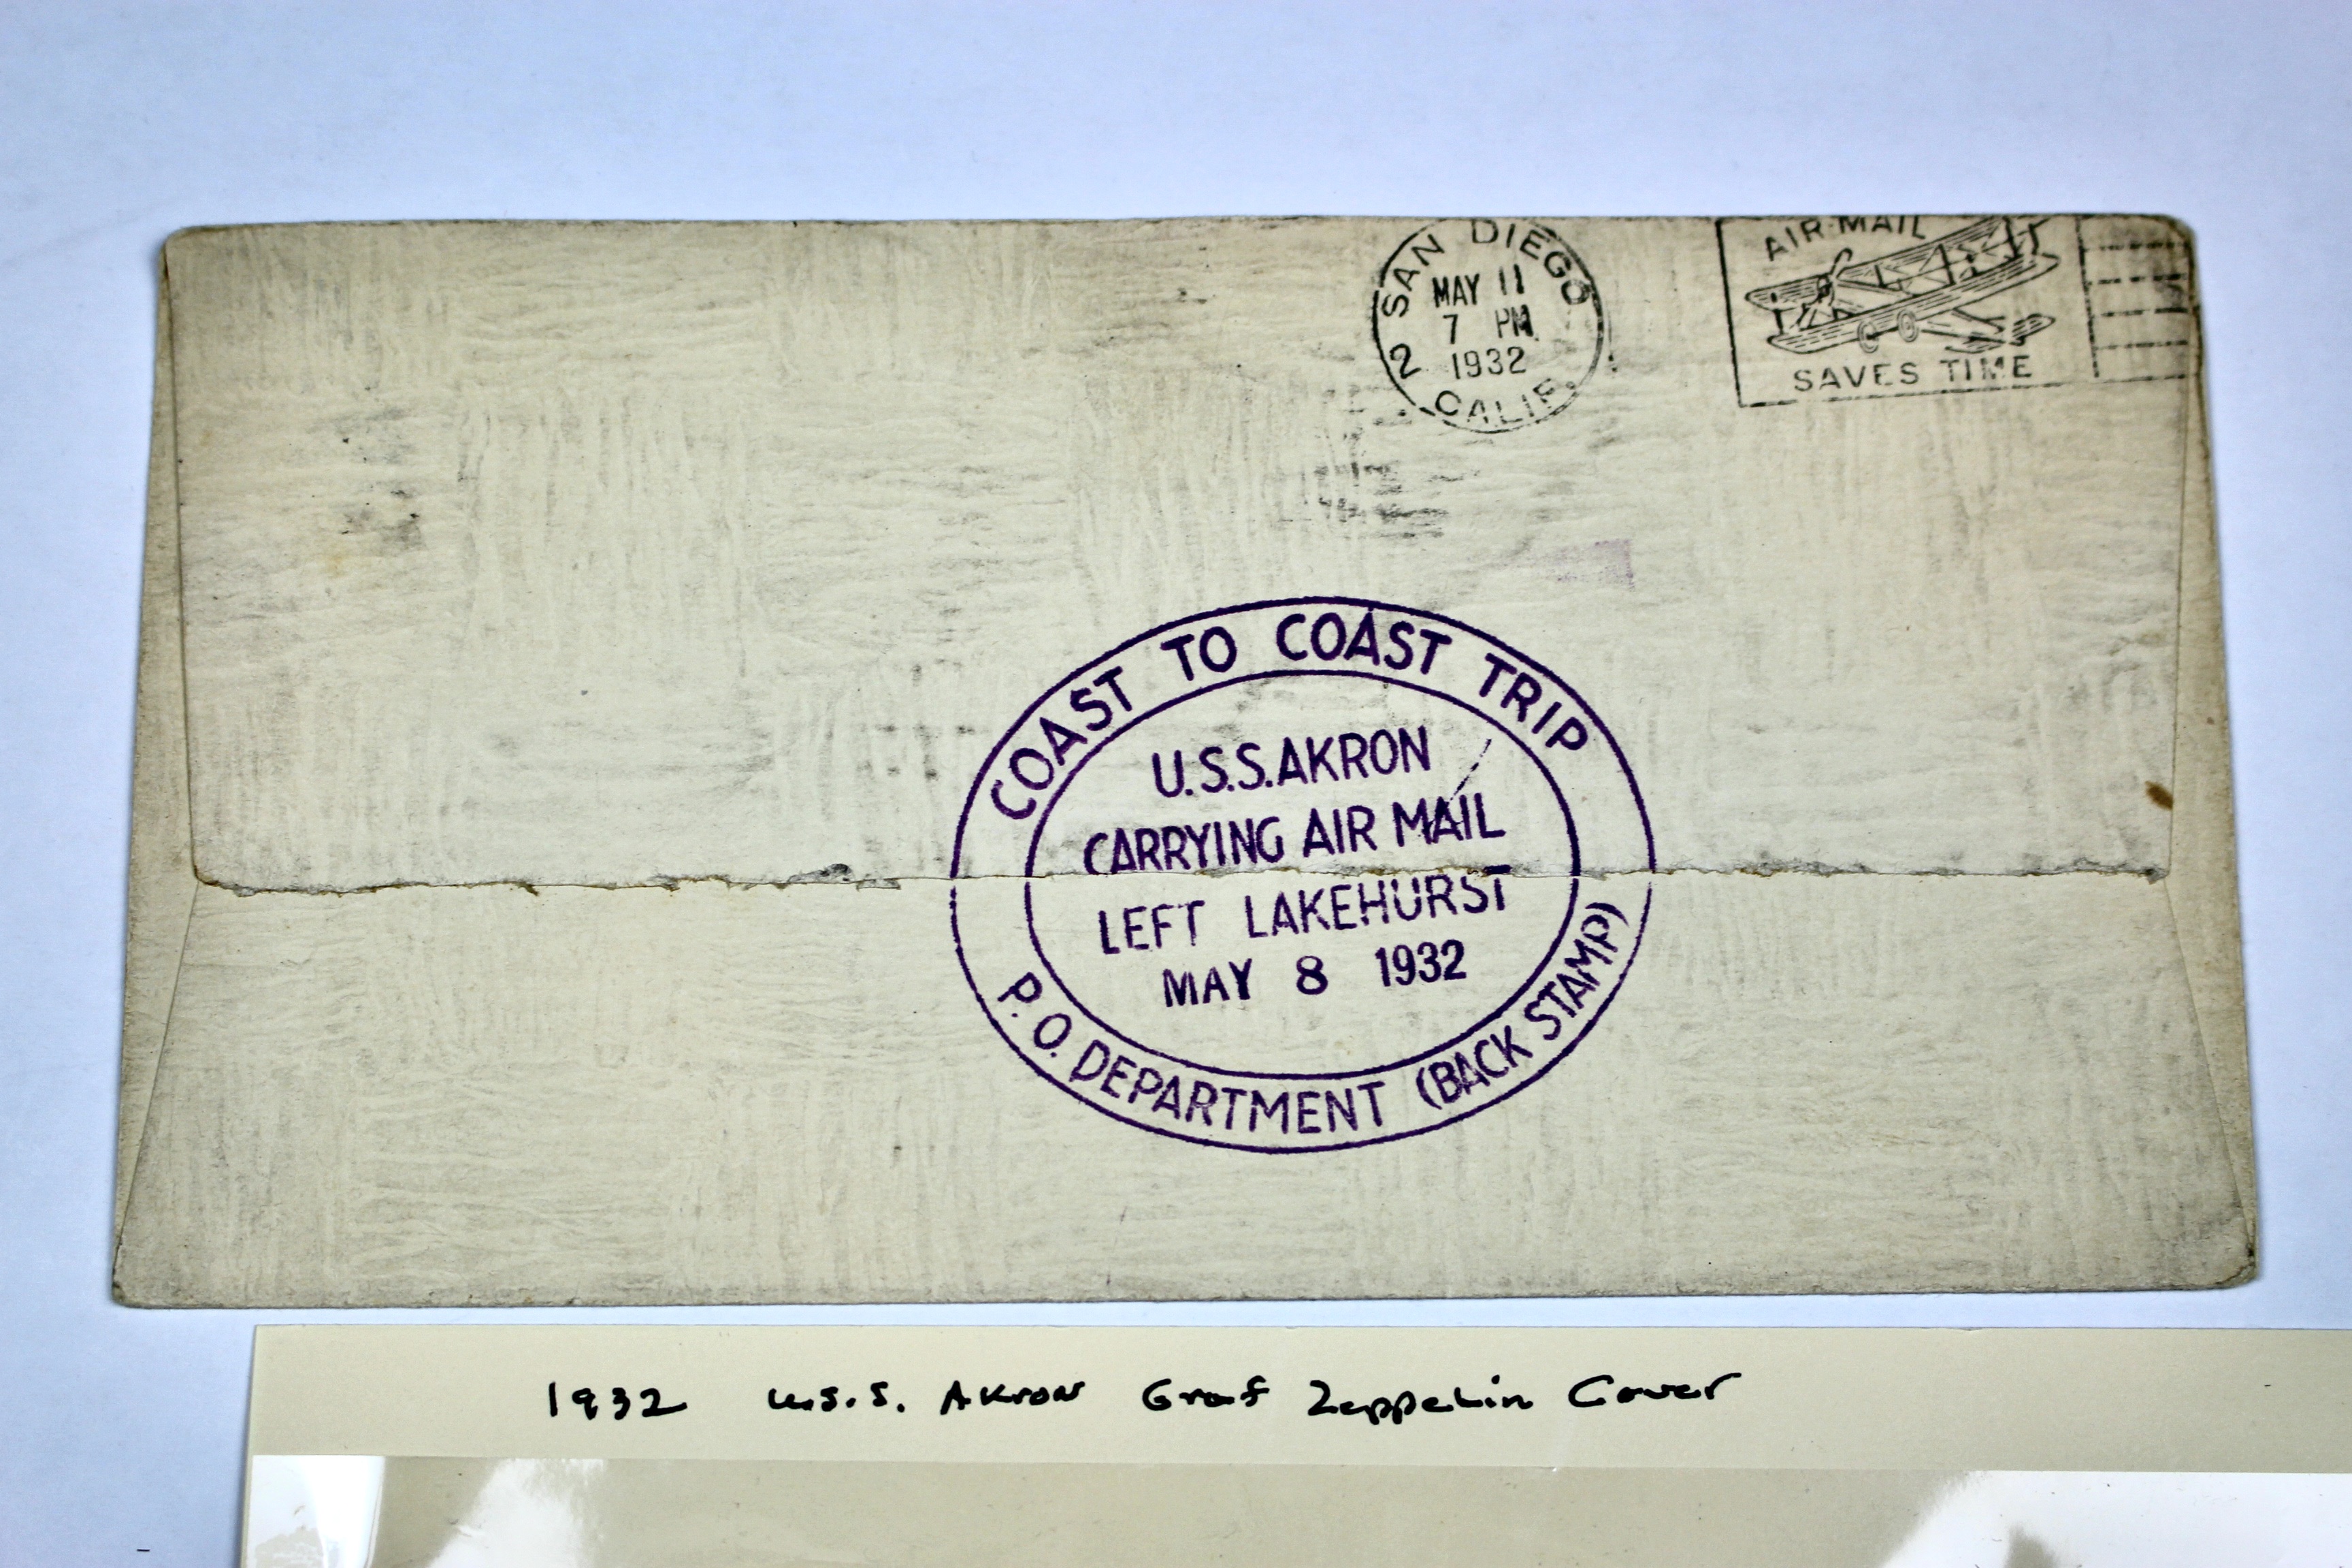 SAN DIEGO
MAY 11
7 PM
2
1932
CALIF.
AIR MAIL
SAVES TIME
COAST TO COAST TRIP
U.S.S. AKRON
CARRYING AIR MAIL
LEFT LAKEHURST
MAY 8 1932
P. O. DEPARTMENT (BACK STAMP)
1932 U.S.S. Akron Graf Zeppelin Cover